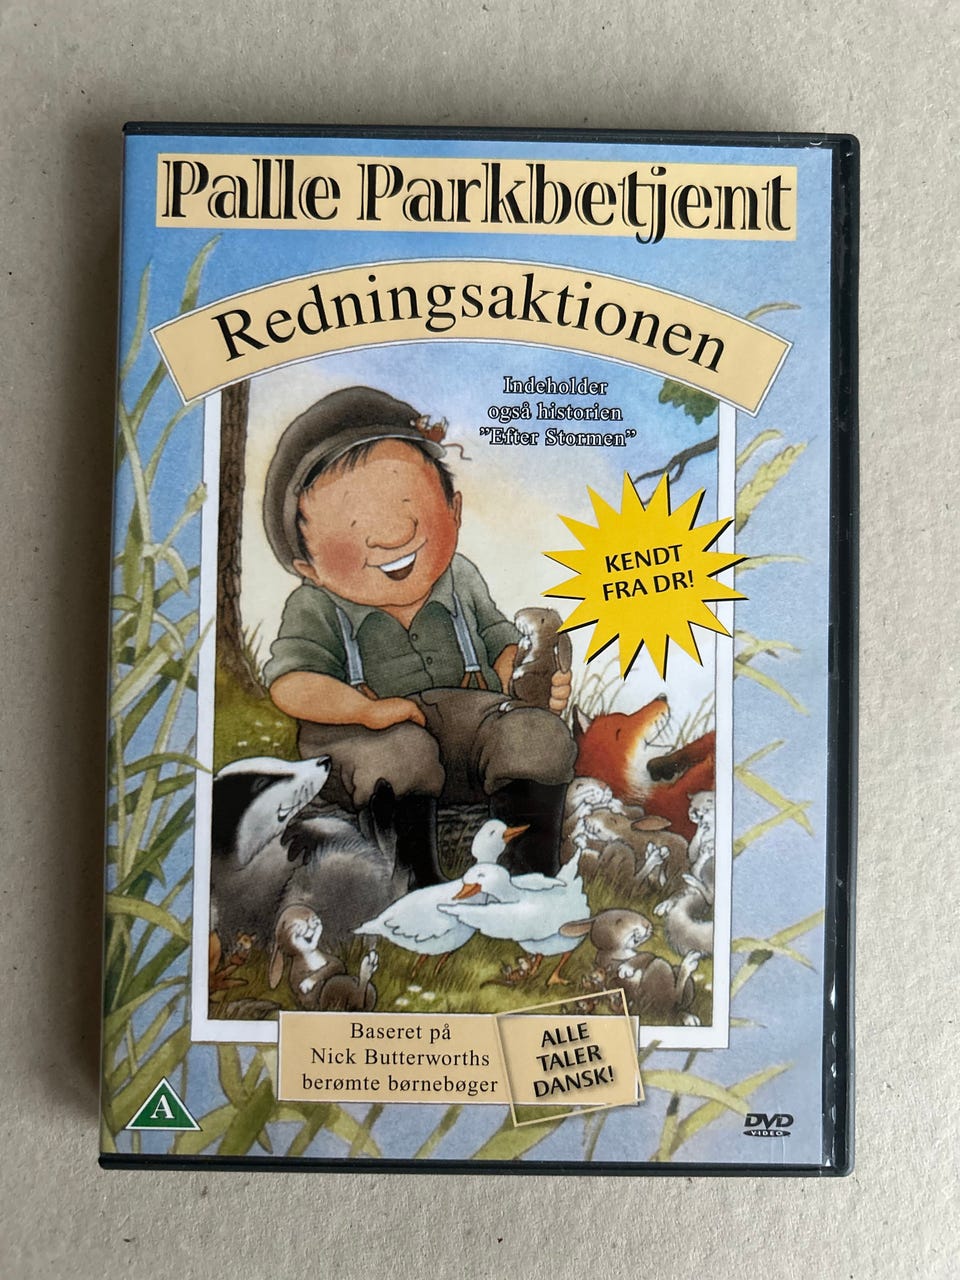 Palle Parkbetjent
Redningsaktionen
Indeholder
også historien
"Efter Stormen"
KENDT
FRA DR!
Baseret på
Nick Butterworths
berømte børnebøger
ALLE
TALER
DANSK!
A
DVD
VIDEO